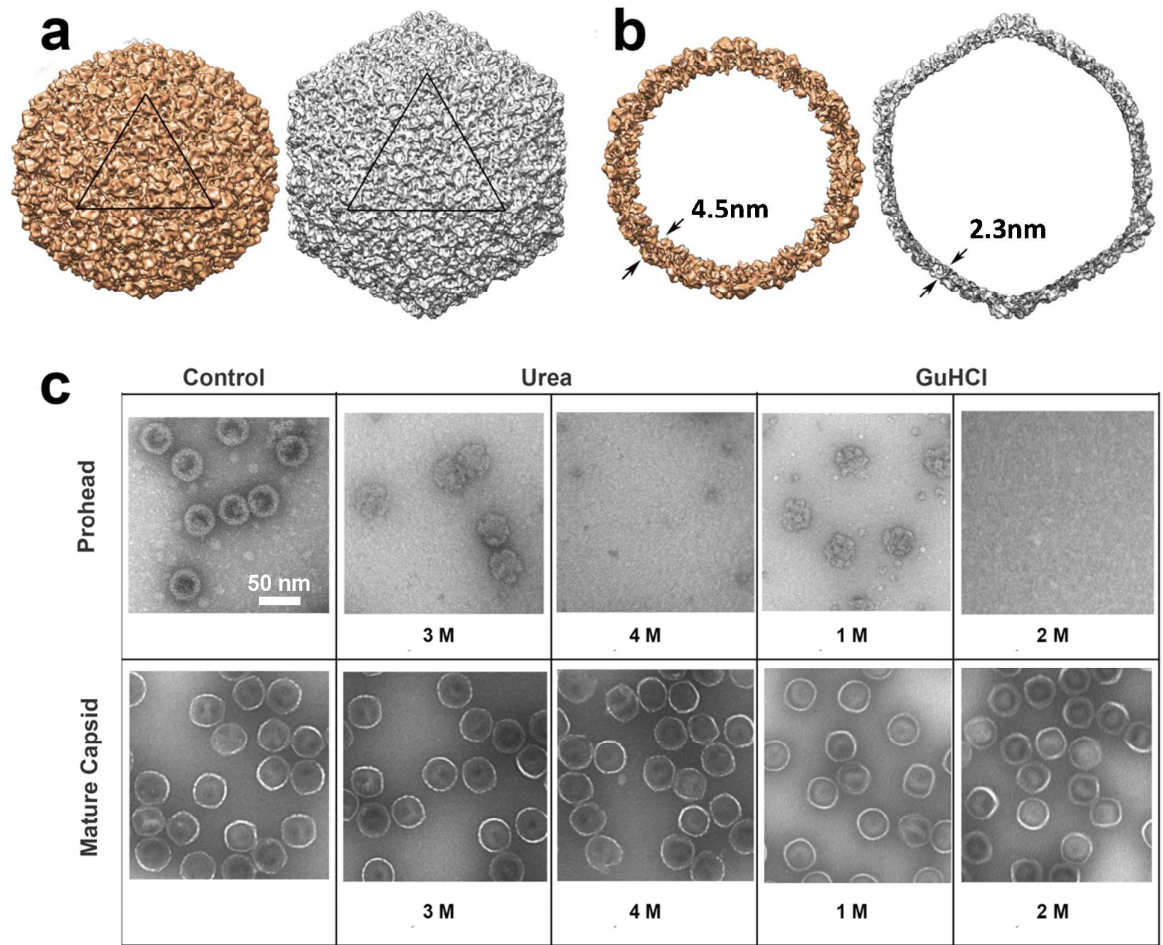 a
b
4.5nm
2.3nm
c
Control
Urea
GuHCl
Prohead
50 nm
3 M
4 M
1 M
2 M
Mature Capsid
3 M
4 M
1 M
2 M